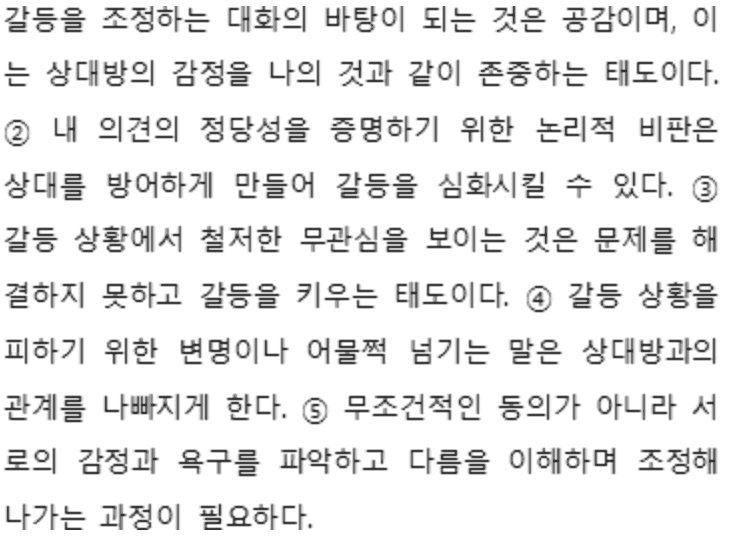 갈등을 조정하는 대화의 바탕이 되는 것은 공감이며, 이
는 상대방의 감정을 나의 것과 같이 존중하는 태도이다.
② 내 의견의 정당성을 증명하기 위한 논리적 비판은
상대를 방어하게 만들어 갈등을 심화시킬 수 있다. ③
갈등 상황에서 철저한 무관심을 보이는 것은 문제를 해
결하지 못하고 갈등을 키우는 태도이다. ④ 갈등 상황을
피하기 위한 변명이나 어물쩍 넘기는 말은 상대방과의
관계를 나빠지게 한다. ⑤ 무조건적인 동의가 아니라 서
로의 감정과 욕구를 파악하고 다름을 이해하며 조정해
나가는 과정이 필요하다.